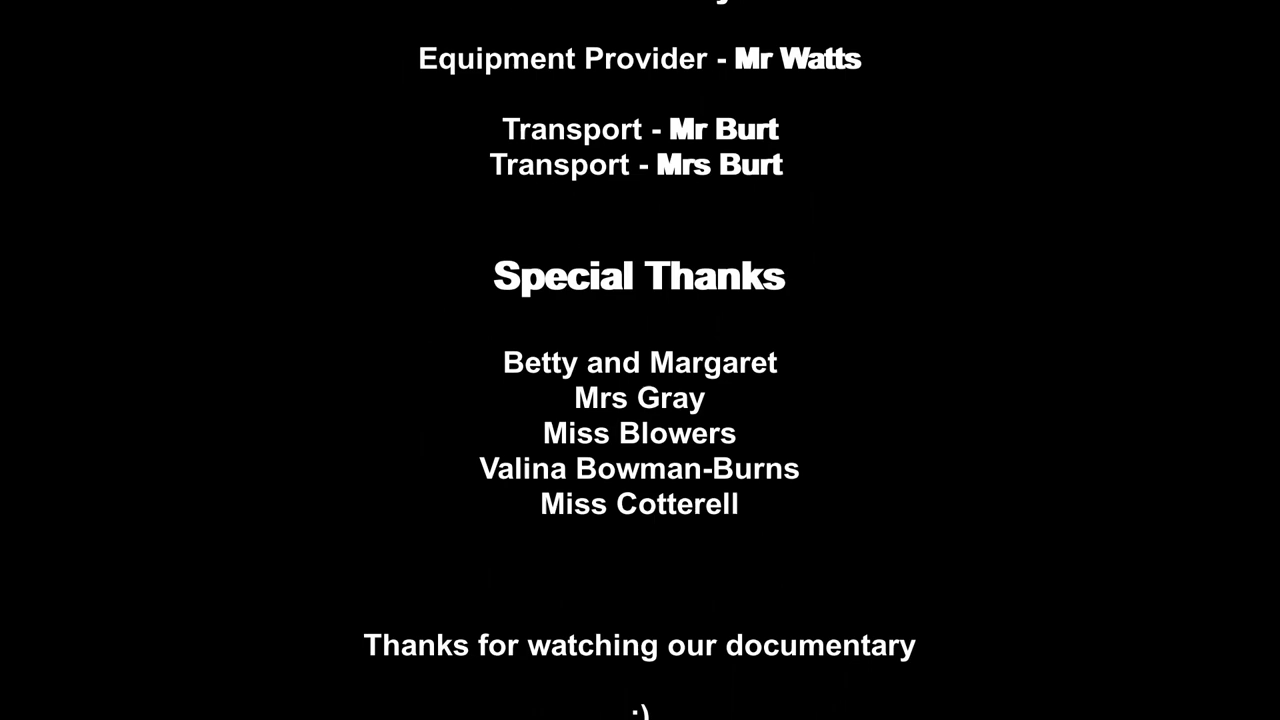 Equipment Provider - Mr Watts
Transport - Mr Burt
Transport - Mrs Burt
Special Thanks
Betty and Margaret
Mrs Gray
Miss Blowers
Valina Bowman-Burns
Miss Cotterell
Thanks for watching our documentary
:)